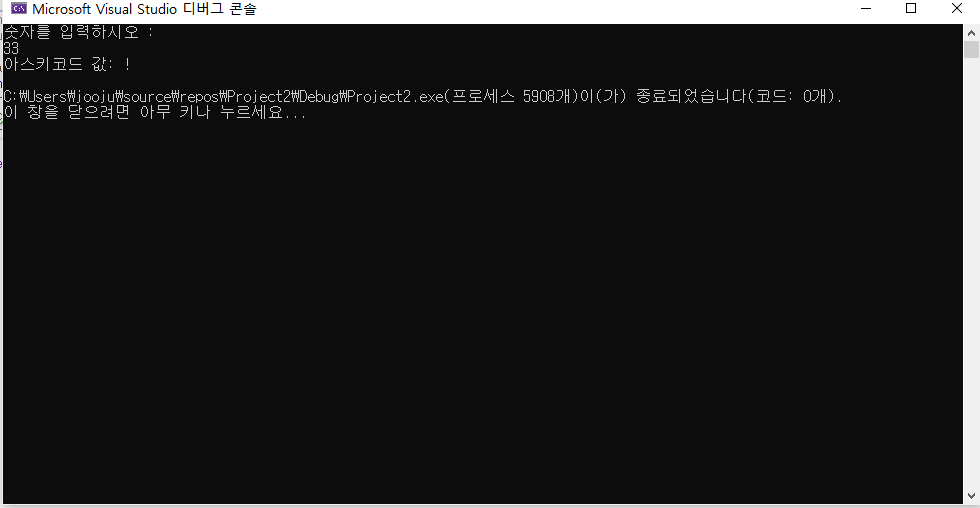 Microsoft Visual Studio 디버그 콘솔
숫자를 입력하시오 :
33
아스키코드 값: !
C:₩Users₩jooju₩source₩repos₩Project2₩Debug₩Project2.exe(프로세스 5908개)이(가) 종료되었습니다(코드: 0개).
이 창을 닫으려면 아무 키나 누르세요...